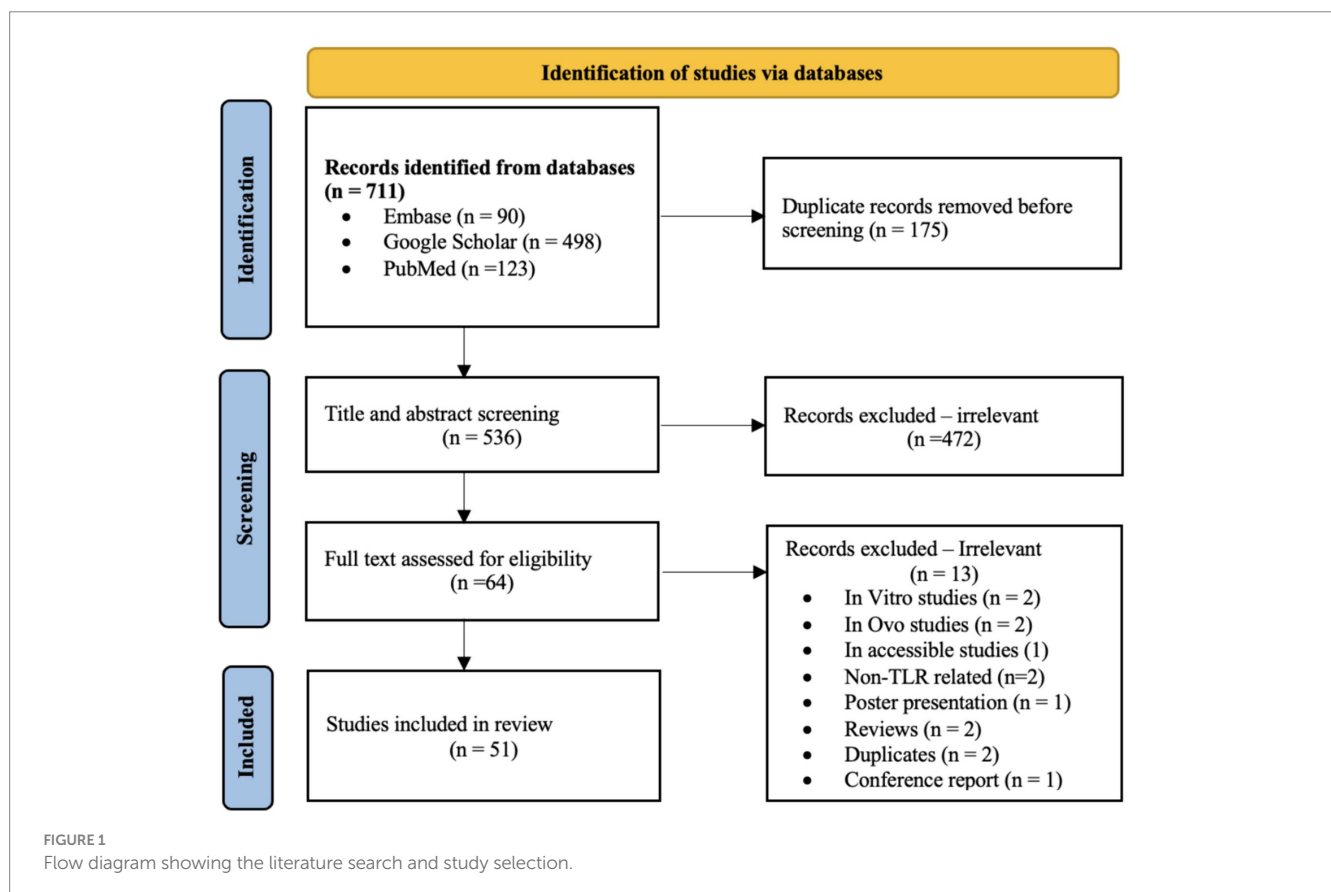 Identification of studies via databases
Identification
Records identified from databases
(n = 711)
• Embase (n = 90)
• Google Scholar (n = 498)
• PubMed (n =123)
Duplicate records removed before
screening (n = 175)
Screening
Title and abstract screening
(n = 536)
Records excluded – irrelevant
(n =472)
Full text assessed for eligibility
(n =64)
Records excluded – Irrelevant
(n = 13)
• In Vitro studies (n = 2)
• In Ovo studies (n = 2)
• In accessible studies (1)
• Non-TLR related (n=2)
• Poster presentation (n = 1)
• Reviews (n = 2)
• Duplicates (n = 2)
• Conference report (n = 1)
Included
Studies included in review
(n = 51)
FIGURE 1
Flow diagram showing the literature search and study selection.